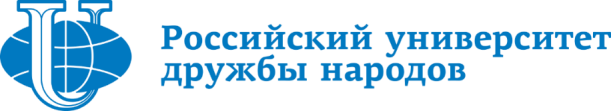 Российский университет
дружбы народов